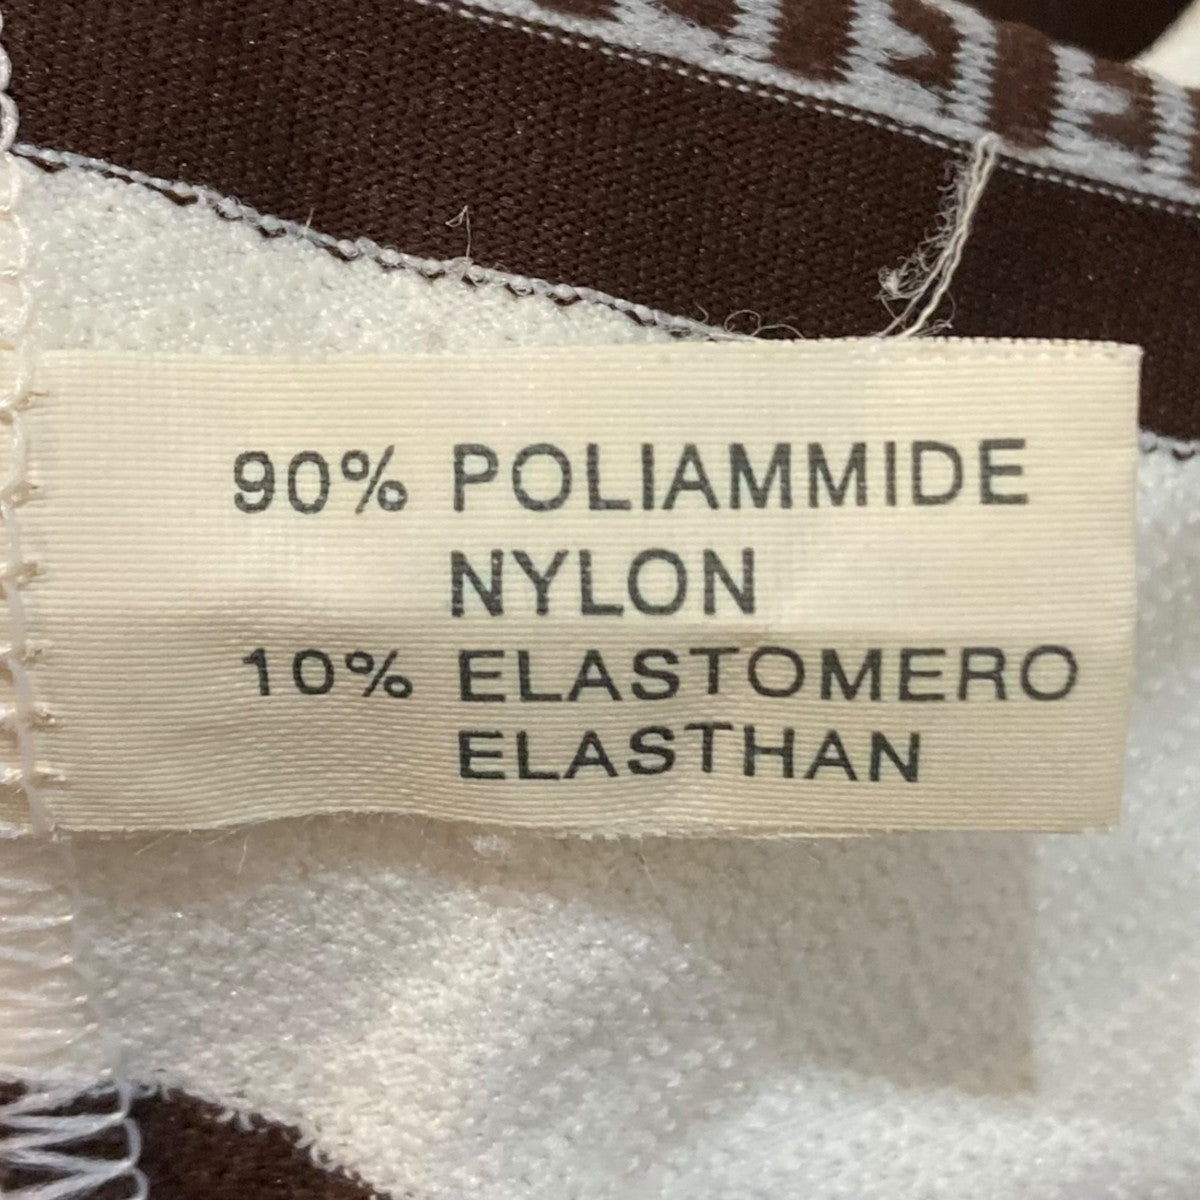 90% POLIAMMIDE
NYLON
10% ELASTOMERO
ELASTHAN